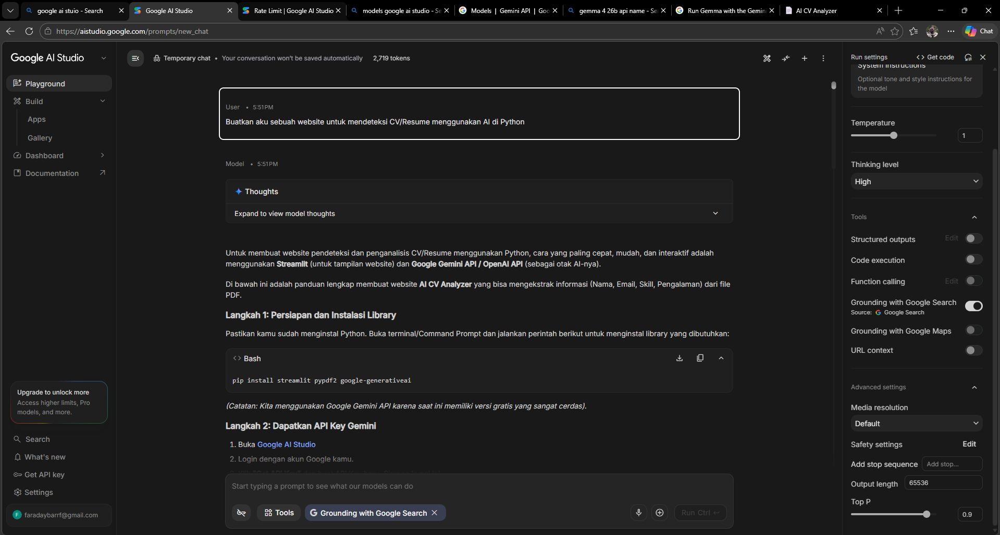 google ai stuio - Search
Google AI Studio
Rate Limit | Google AI Studio
models google ai studio - Se
Models | Gemini API | Goo
gemma 4 26b api name - Se
Run Gemma with the Gemini
AI CV Analyzer
https://aistudio.google.com/prompts/new_chat
Chat
Google AI Studio
Playground
Build
Apps
Gallery
Dashboard
Documentation
Upgrade to unlock more
Access higher limits, Pro
models, and more.
Search
What's new
Get API key
Settings
F faradaybarrf@gmail.com
Temporary chat • Your conversation won't be saved automatically 2,719 tokens
User • 5:51 PM
Buatkan aku sebuah website untuk mendeteksi CV/Resume menggunakan AI di Python
Model • 5:51 PM
Thoughts
Expand to view model thoughts
Untuk membuat website pendeteksi dan penganalisis CV/Resume menggunakan Python, cara yang paling cepat, mudah, dan interaktif adalah
menggunakan Streamlit (untuk tampilan website) dan Google Gemini API / OpenAI API (sebagai otak AI-nya).
Di bawah ini adalah panduan lengkap membuat website AI CV Analyzer yang bisa mengekstrak informasi (Nama, Email, Skill, Pengalaman) dari file
PDF.
Langkah 1: Persiapan dan Instalasi Library
Pastikan kamu sudah menginstal Python. Buka terminal/Command Prompt dan jalankan perintah berikut untuk menginstal library yang dibutuhkan:
<> Bash
pip install streamlit pypdf2 google-generativeai
(Catatan: Kita menggunakan Google Gemini API karena saat ini memiliki versi gratis yang sangat cerdas).
Langkah 2: Dapatkan API Key Gemini
1. Buka Google AI Studio
2. Login dengan akun Google kamu.
Start typing a prompt to see what our models can do
Tools
Grounding with Google Search
Run Ctrl ↵
Run settings
<> Get code
System instructions
Optional tone and style instructions for
the model
Temperature
1
Thinking level
High
Tools
Structured outputs Edit
Code execution
Function calling Edit
Grounding with Google Search
Source: Google Search
Grounding with Google Maps
URL context
Advanced settings
Media resolution
Default
Safety settings Edit
Add stop sequence Add stop...
Output length 65536
Top P
0.9